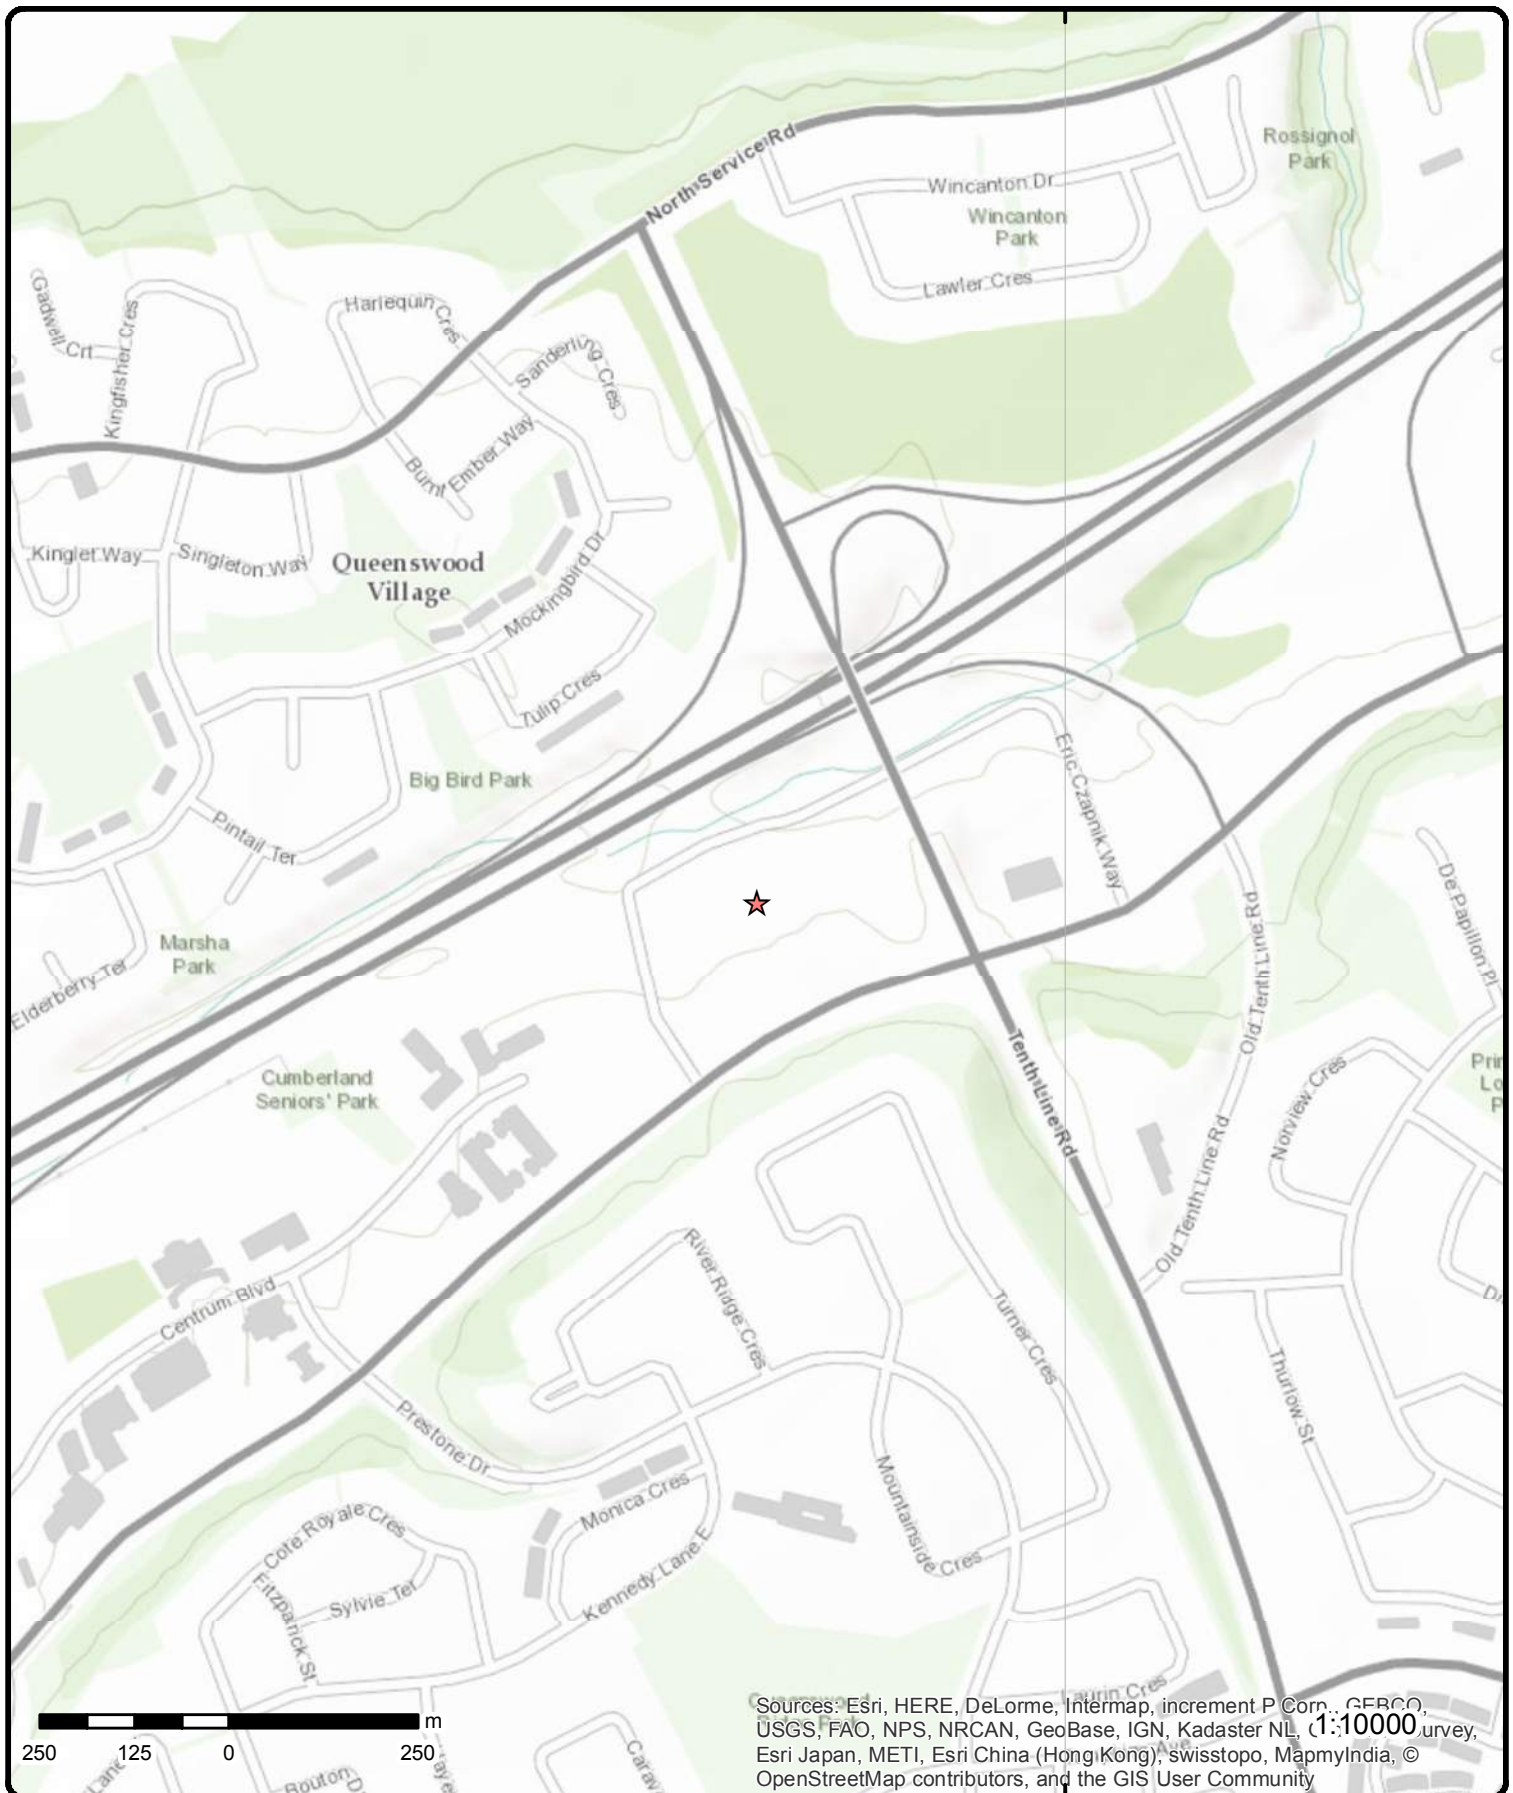 North Service Rd
Rossignol
Park
Wincanton Dr
Wincanton
Park
Lawler Cres
Gadwell Crt
Kingfisher Cres
Harlequin Cres
Sanderling Cres
Burnt Ember Way
Kinglet Way
Singleton Way
Queenswood
Village
Mockingbird Dr
Tulip Cres
Big Bird Park
Pintail Ter
Eric Czapnik Way
Marsha
Park
Elderberry Ter
Old Tenth Line Rd
De Papillon Pl
Cumberland
Seniors' Park
Tenth Line Rd
Norview Cres
Old Tenth Line Rd
Centrum Blvd
River Ridge Cres
Turner Cres
Thurlow St
Prestone Dr
Monica Cres
Mountainside Cres
Cote Royale Cres
Sylvie Ter
Fitzpatrick St
Kennedy Lane E
Laurin Cres
Bouton D
Carav
250 125 0 250 m
1:10000
Sources: Esri, HERE, DeLorme, Intermap, increment P Corp., GEBCO,
USGS, FAO, NPS, NRCAN, GeoBase, IGN, Kadaster NL, urvey,
Esri Japan, METI, Esri China (Hong Kong), swisstopo, MapmyIndia, ©
OpenStreetMap contributors, and the GIS User Community